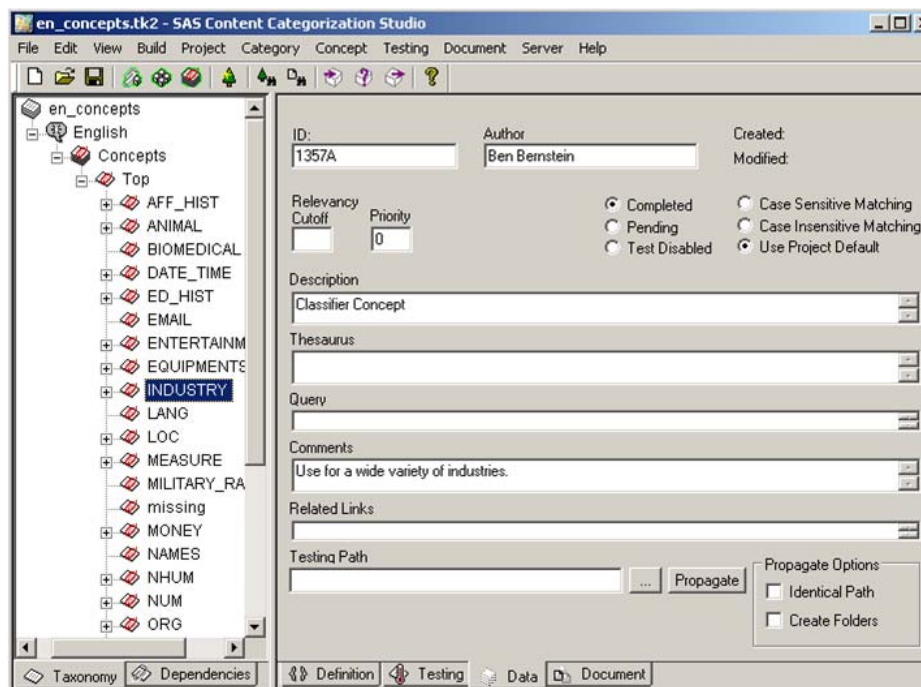 en_concepts.tk2 - SAS Content Categorization Studio
File Edit View Build Project Category Concept Testing Document Server Help
en_concepts
English
Concepts
Top
AFF_HIST
ANIMAL
BIOMEDICAL
DATE_TIME
ED_HIST
EMAIL
ENTERTAINM
EQUIPMENTS
INDUSTRY
LANG
LOC
MEASURE
MILITARY_RA
missing
MONEY
NAMES
NHUM
NUM
ORG
Taxonomy Dependencies
ID: Author Created:
1357A Ben Bernstein Modified:
Relevancy Cutoff Priority
0
Completed
Pending
Test Disabled
Case Sensitive Matching
Case Insensitive Matching
Use Project Default
Description
Classifier Concept
Thesaurus
Query
Comments
Use for a wide variety of industries.
Related Links
Testing Path
... Propagate
Propagate Options
Identical Path
Create Folders
Definition Testing Data Document